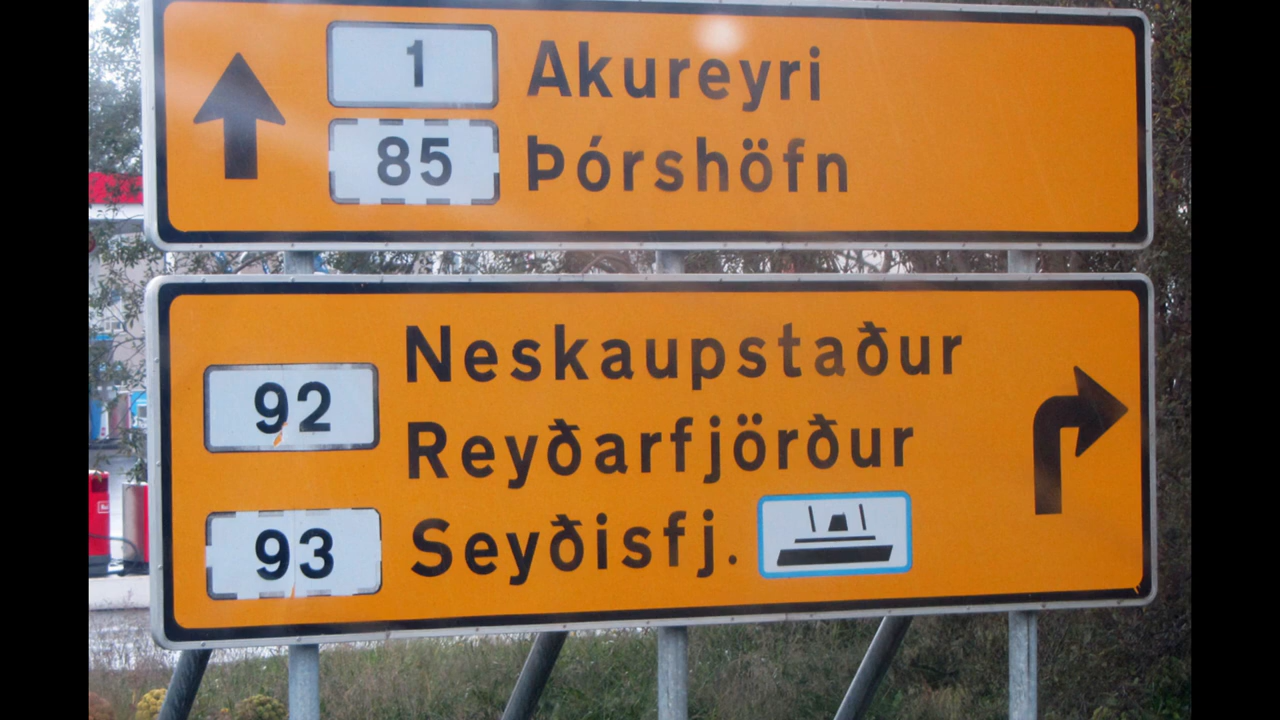 1 Akureyri
85 Þórshöfn
Neskaupstaður
92
Reyðarfjörður
93 Seyðisfj.